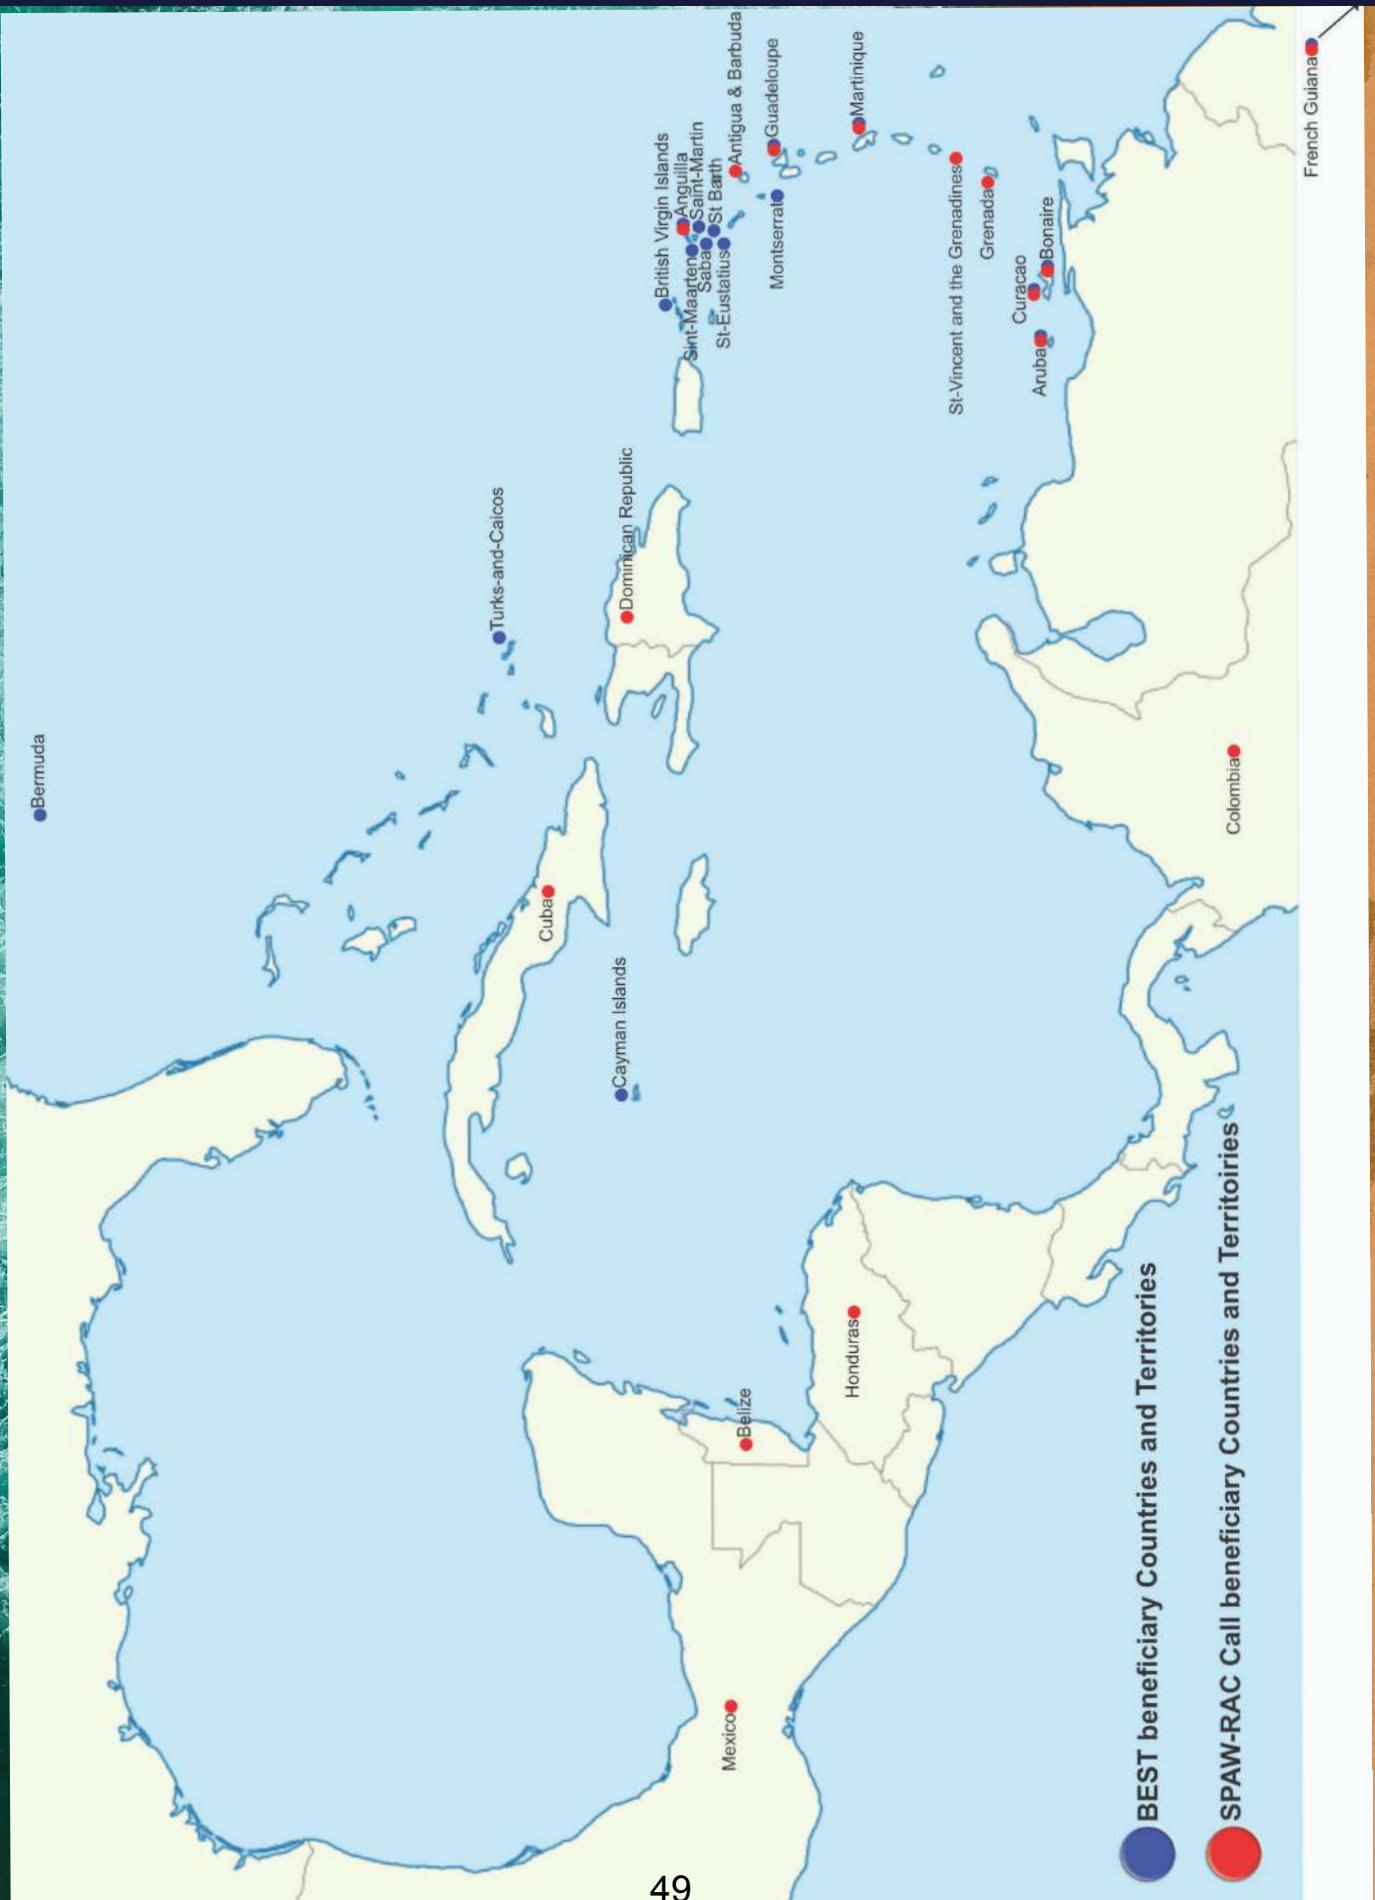 Bermuda
Turks-and-Caicos
Cuba
Cayman Islands
Dominican Republic
British Virgin Islands
Anguilla
Saint-Martin
Sint-Maarten
St Barth
Saba
St-Eustatius
Antigua & Barbuda
Montserrat
Guadeloupe
Martinique
St-Vincent and the Grenadines
Grenada
Curacao
Bonaire
Aruba
Mexico
Belize
Honduras
Colombia
French Guiana
BEST beneficiary Countries and Territories
SPAW-RAC Call beneficiary Countries and Territoiries
49